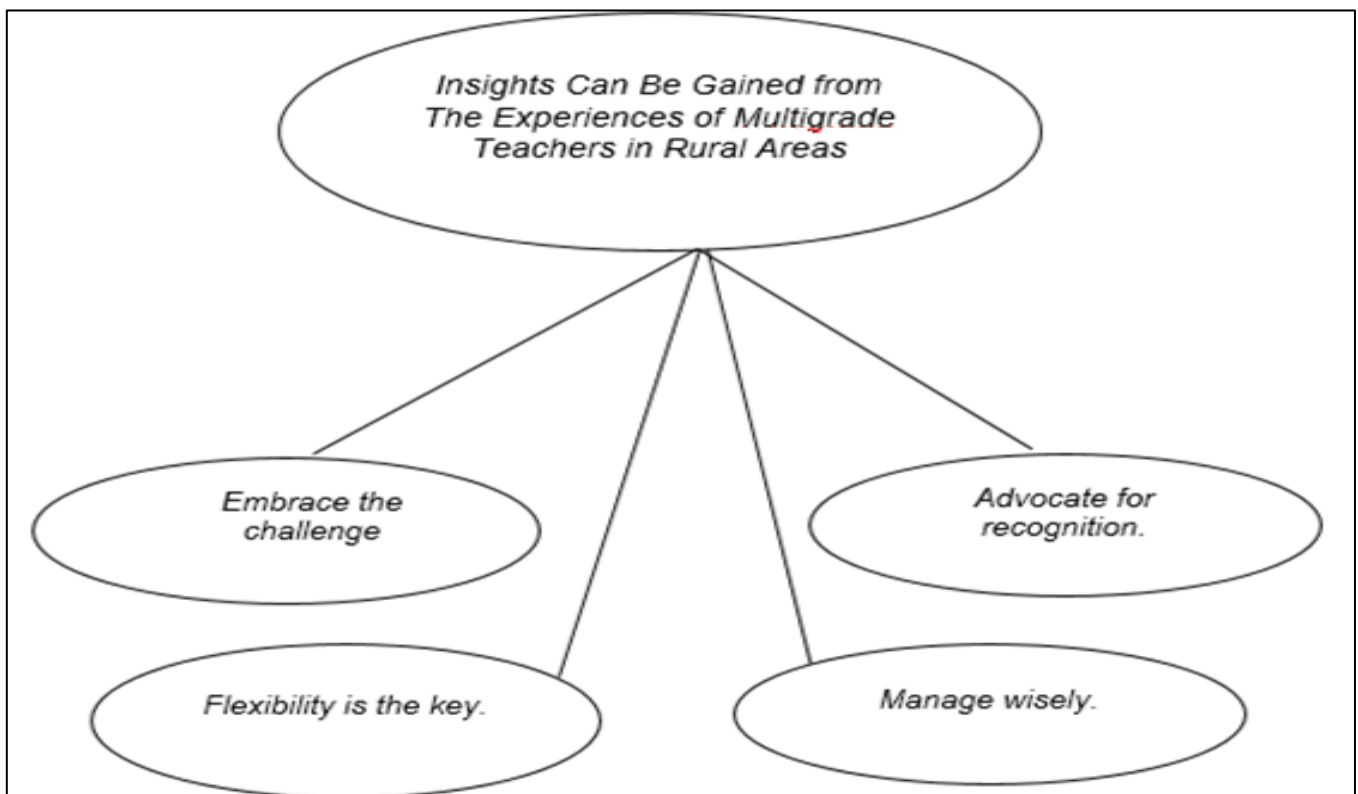 Insights Can Be Gained from
The Experiences of Multigrade
Teachers in Rural Areas
Embrace the
challenge
Advocate for
recognition.
Flexibility is the key.
Manage wisely.